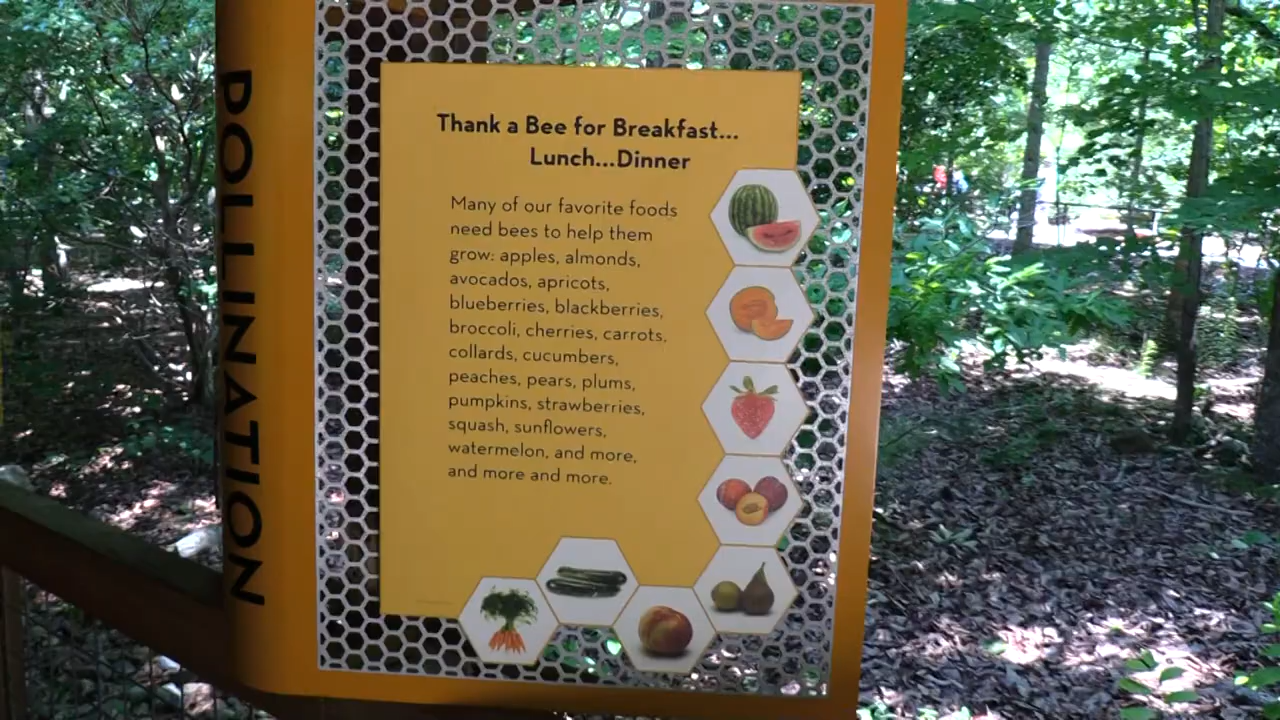 POLLINATION
Thank a Bee for Breakfast...
Lunch...Dinner
Many of our favorite foods
need bees to help them
grow: apples, almonds,
avocados, apricots,
blueberries, blackberries,
broccoli, cherries, carrots,
collards, cucumbers,
peaches, pears, plums,
pumpkins, strawberries,
squash, sunflowers,
watermelon, and more,
and more and more.